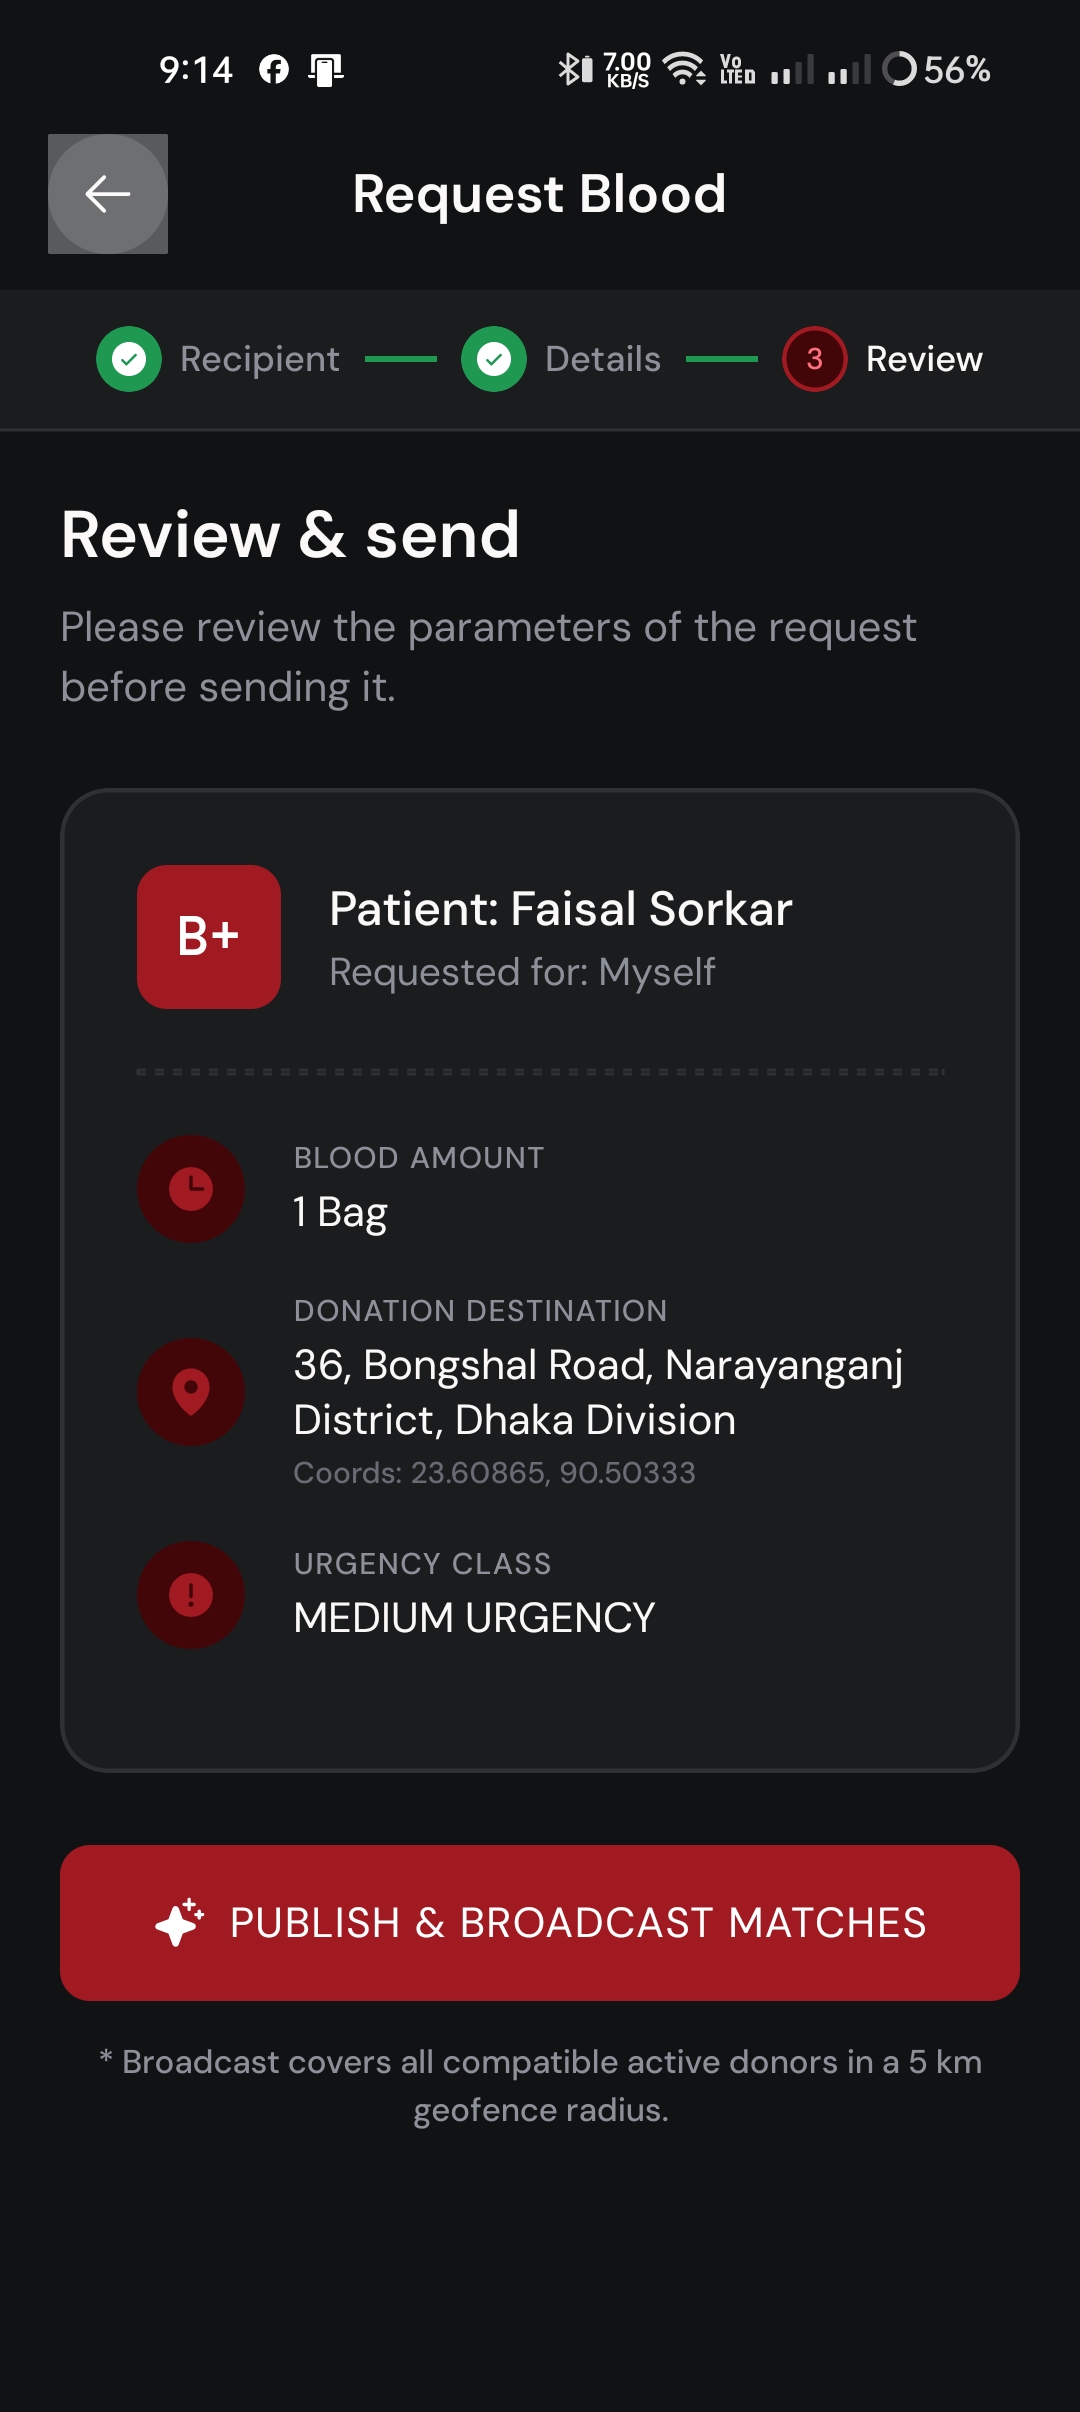 9:14
7.00
KB/S
Vo
LTED
56%
Request Blood
Recipient
Details
3
Review
Review & send
Please review the parameters of the request
before sending it.
B+
Patient: Faisal Sorkar
Requested for: Myself
BLOOD AMOUNT
1 Bag
DONATION DESTINATION
36, Bongshal Road, Narayanganj
District, Dhaka Division
Coords: 23.60865, 90.50333
URGENCY CLASS
MEDIUM URGENCY
PUBLISH & BROADCAST MATCHES
* Broadcast covers all compatible active donors in a 5 km
geofence radius.